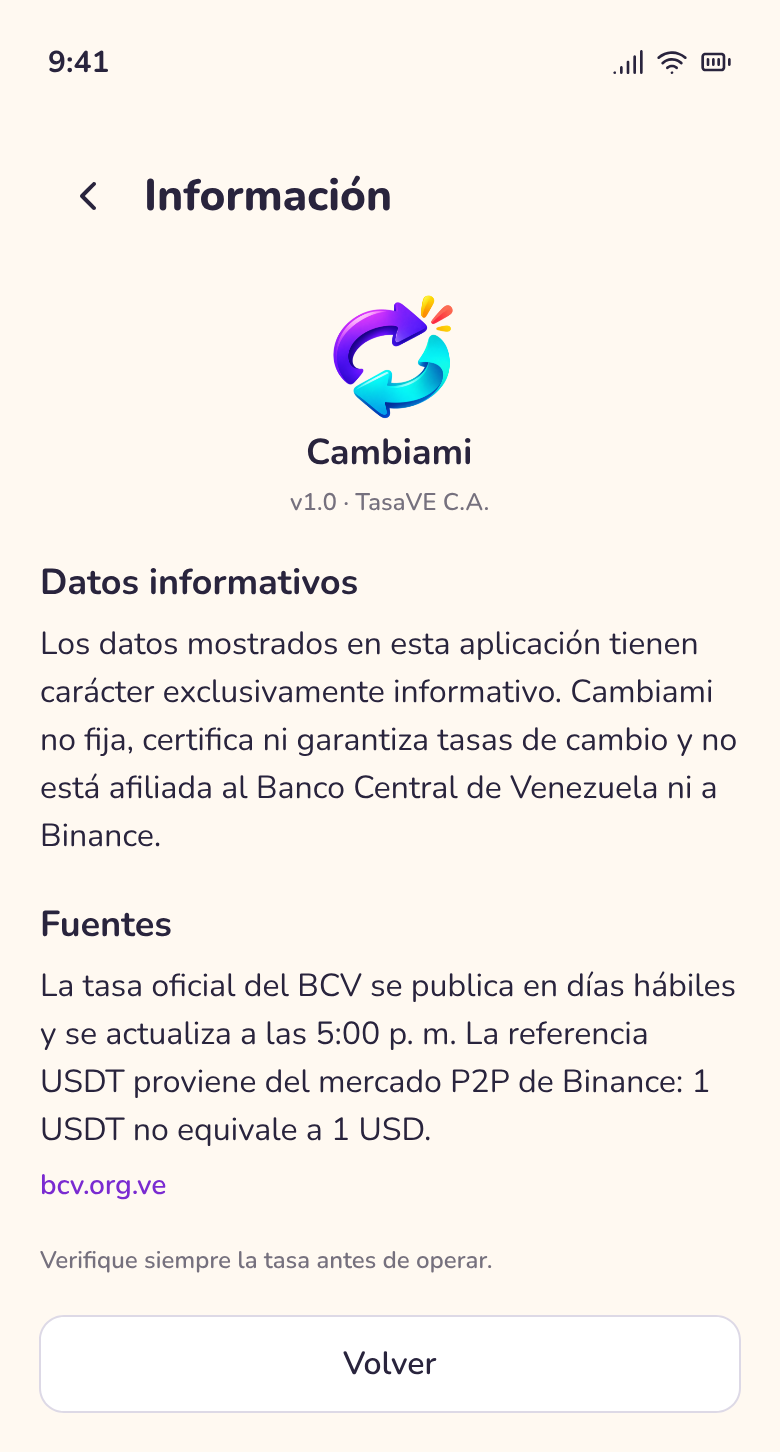 9:41
Información
Cambiami
v1.0 · TasaVE C.A.
Datos informativos
Los datos mostrados en esta aplicación tienen
carácter exclusivamente informativo. Cambiami
no fija, certifica ni garantiza tasas de cambio y no
está afiliada al Banco Central de Venezuela ni a
Binance.
Fuentes
La tasa oficial del BCV se publica en días hábiles
y se actualiza a las 5:00 p. m. La referencia
USDT proviene del mercado P2P de Binance: 1
USDT no equivale a 1 USD.
bcv.org.ve
Verifique siempre la tasa antes de operar.
Volver